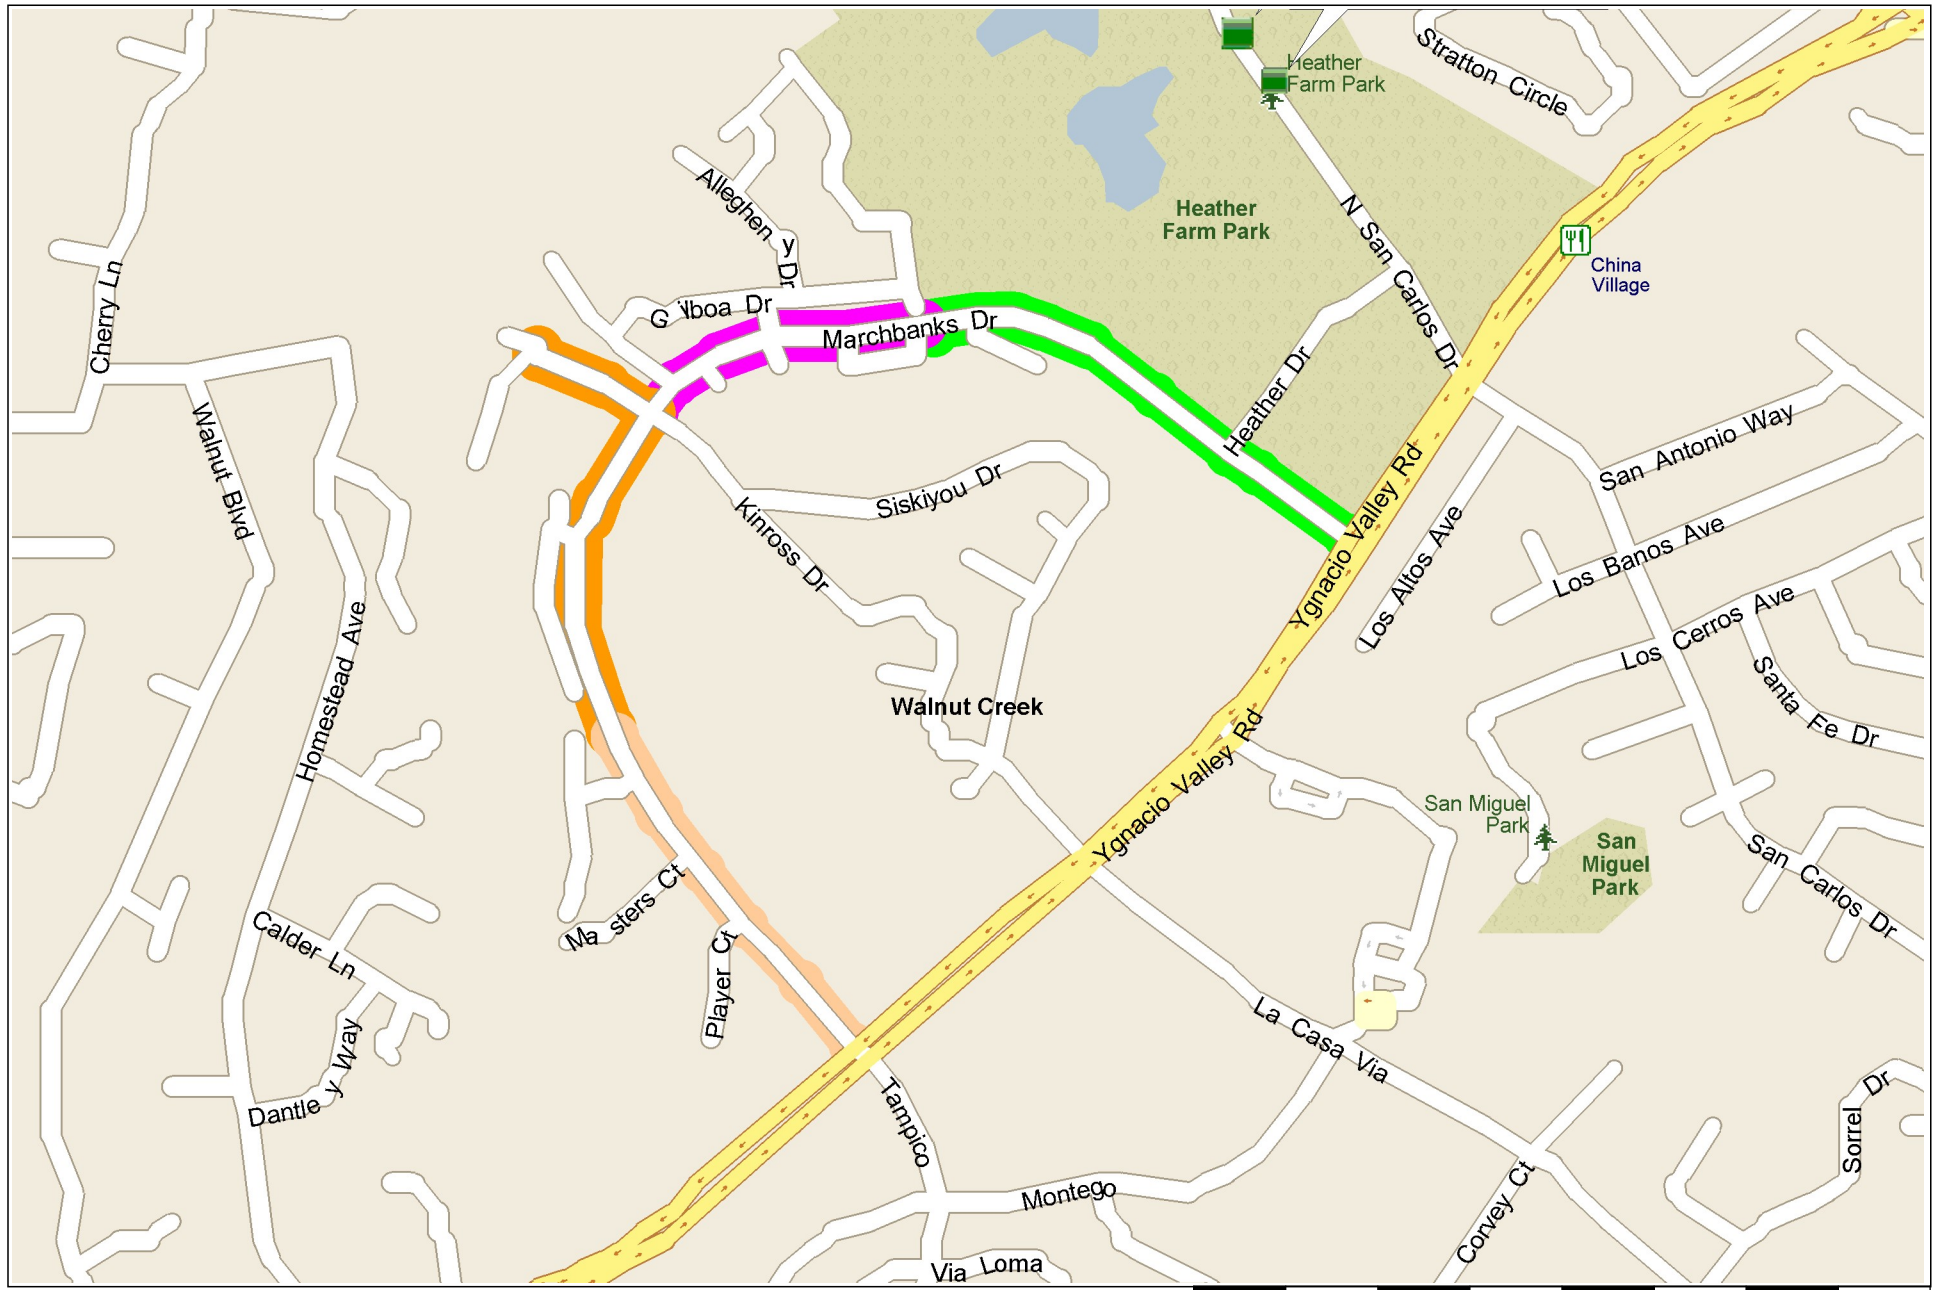 Stratton Circle
Heather
Farm Park
Alleghen y Dr
Heather
Farm Park
N San Carlos Dr
China
Village
Cherry Ln
G ilboa Dr
Marchbanks Dr
Heather Dr
Walnut Blvd
San Antonio Way
Siskiyou Dr
Kinross Dr
Ygnacio Valley Rd
Los Altos Ave
Los Banos Ave
Los Cerros Ave
Homestead Ave
Santa Fe Dr
Walnut Creek
Ygnacio Valley Rd
San Miguel
Park
San
Miguel
Park
San Carlos Dr
Ma sters Ct
Calder Ln
Player Ct
La Casa Via
Dantle y Way
Tampico
Sorrel Dr
Montego
Corvey Ct
Via Loma